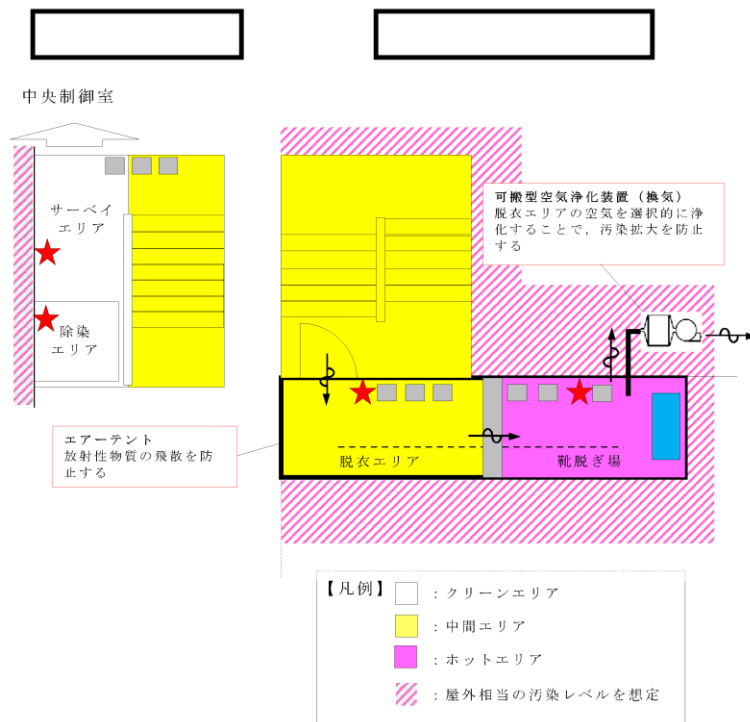 中央制御室
サーベイ
エリア
除染
エリア
可搬型空気浄化装置（換気）
脱衣エリアの空気を選択的に浄
化することで，汚染拡大を防止
する
エアーテント
放射性物質の飛散を防
止する
脱衣エリア
靴脱ぎ場
【凡例】
：クリーンエリア
：中間エリア
：ホットエリア
：屋外相当の汚染レベルを想定